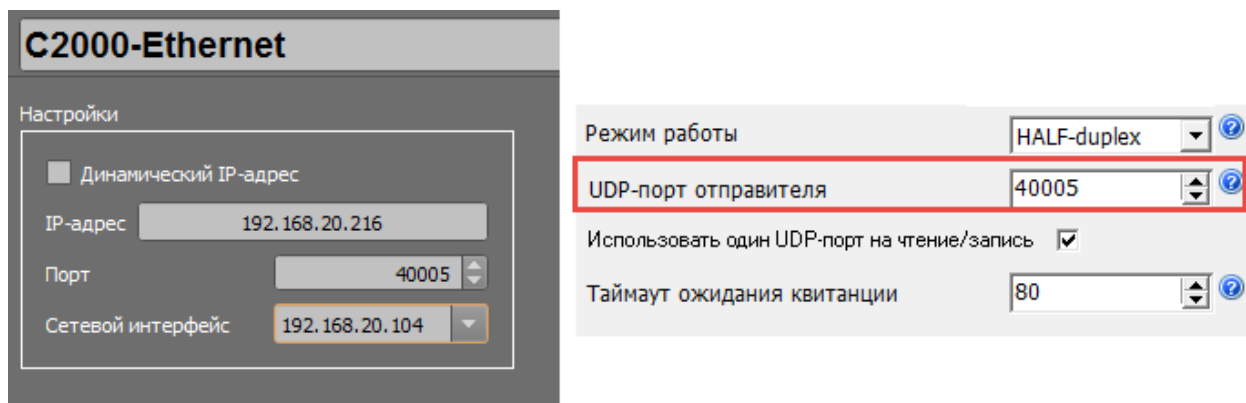 C2000-Ethernet
Настройки
Динамический IP-адрес
IP-адрес 192.168.20.216
Порт 40005
Сетевой интерфейс 192.168.20.104
Режим работы HALF-duplex
UDP-порт отправителя 40005
Использовать один UDP-порт на чтение/запись
Таймаут ожидания квитанции 80